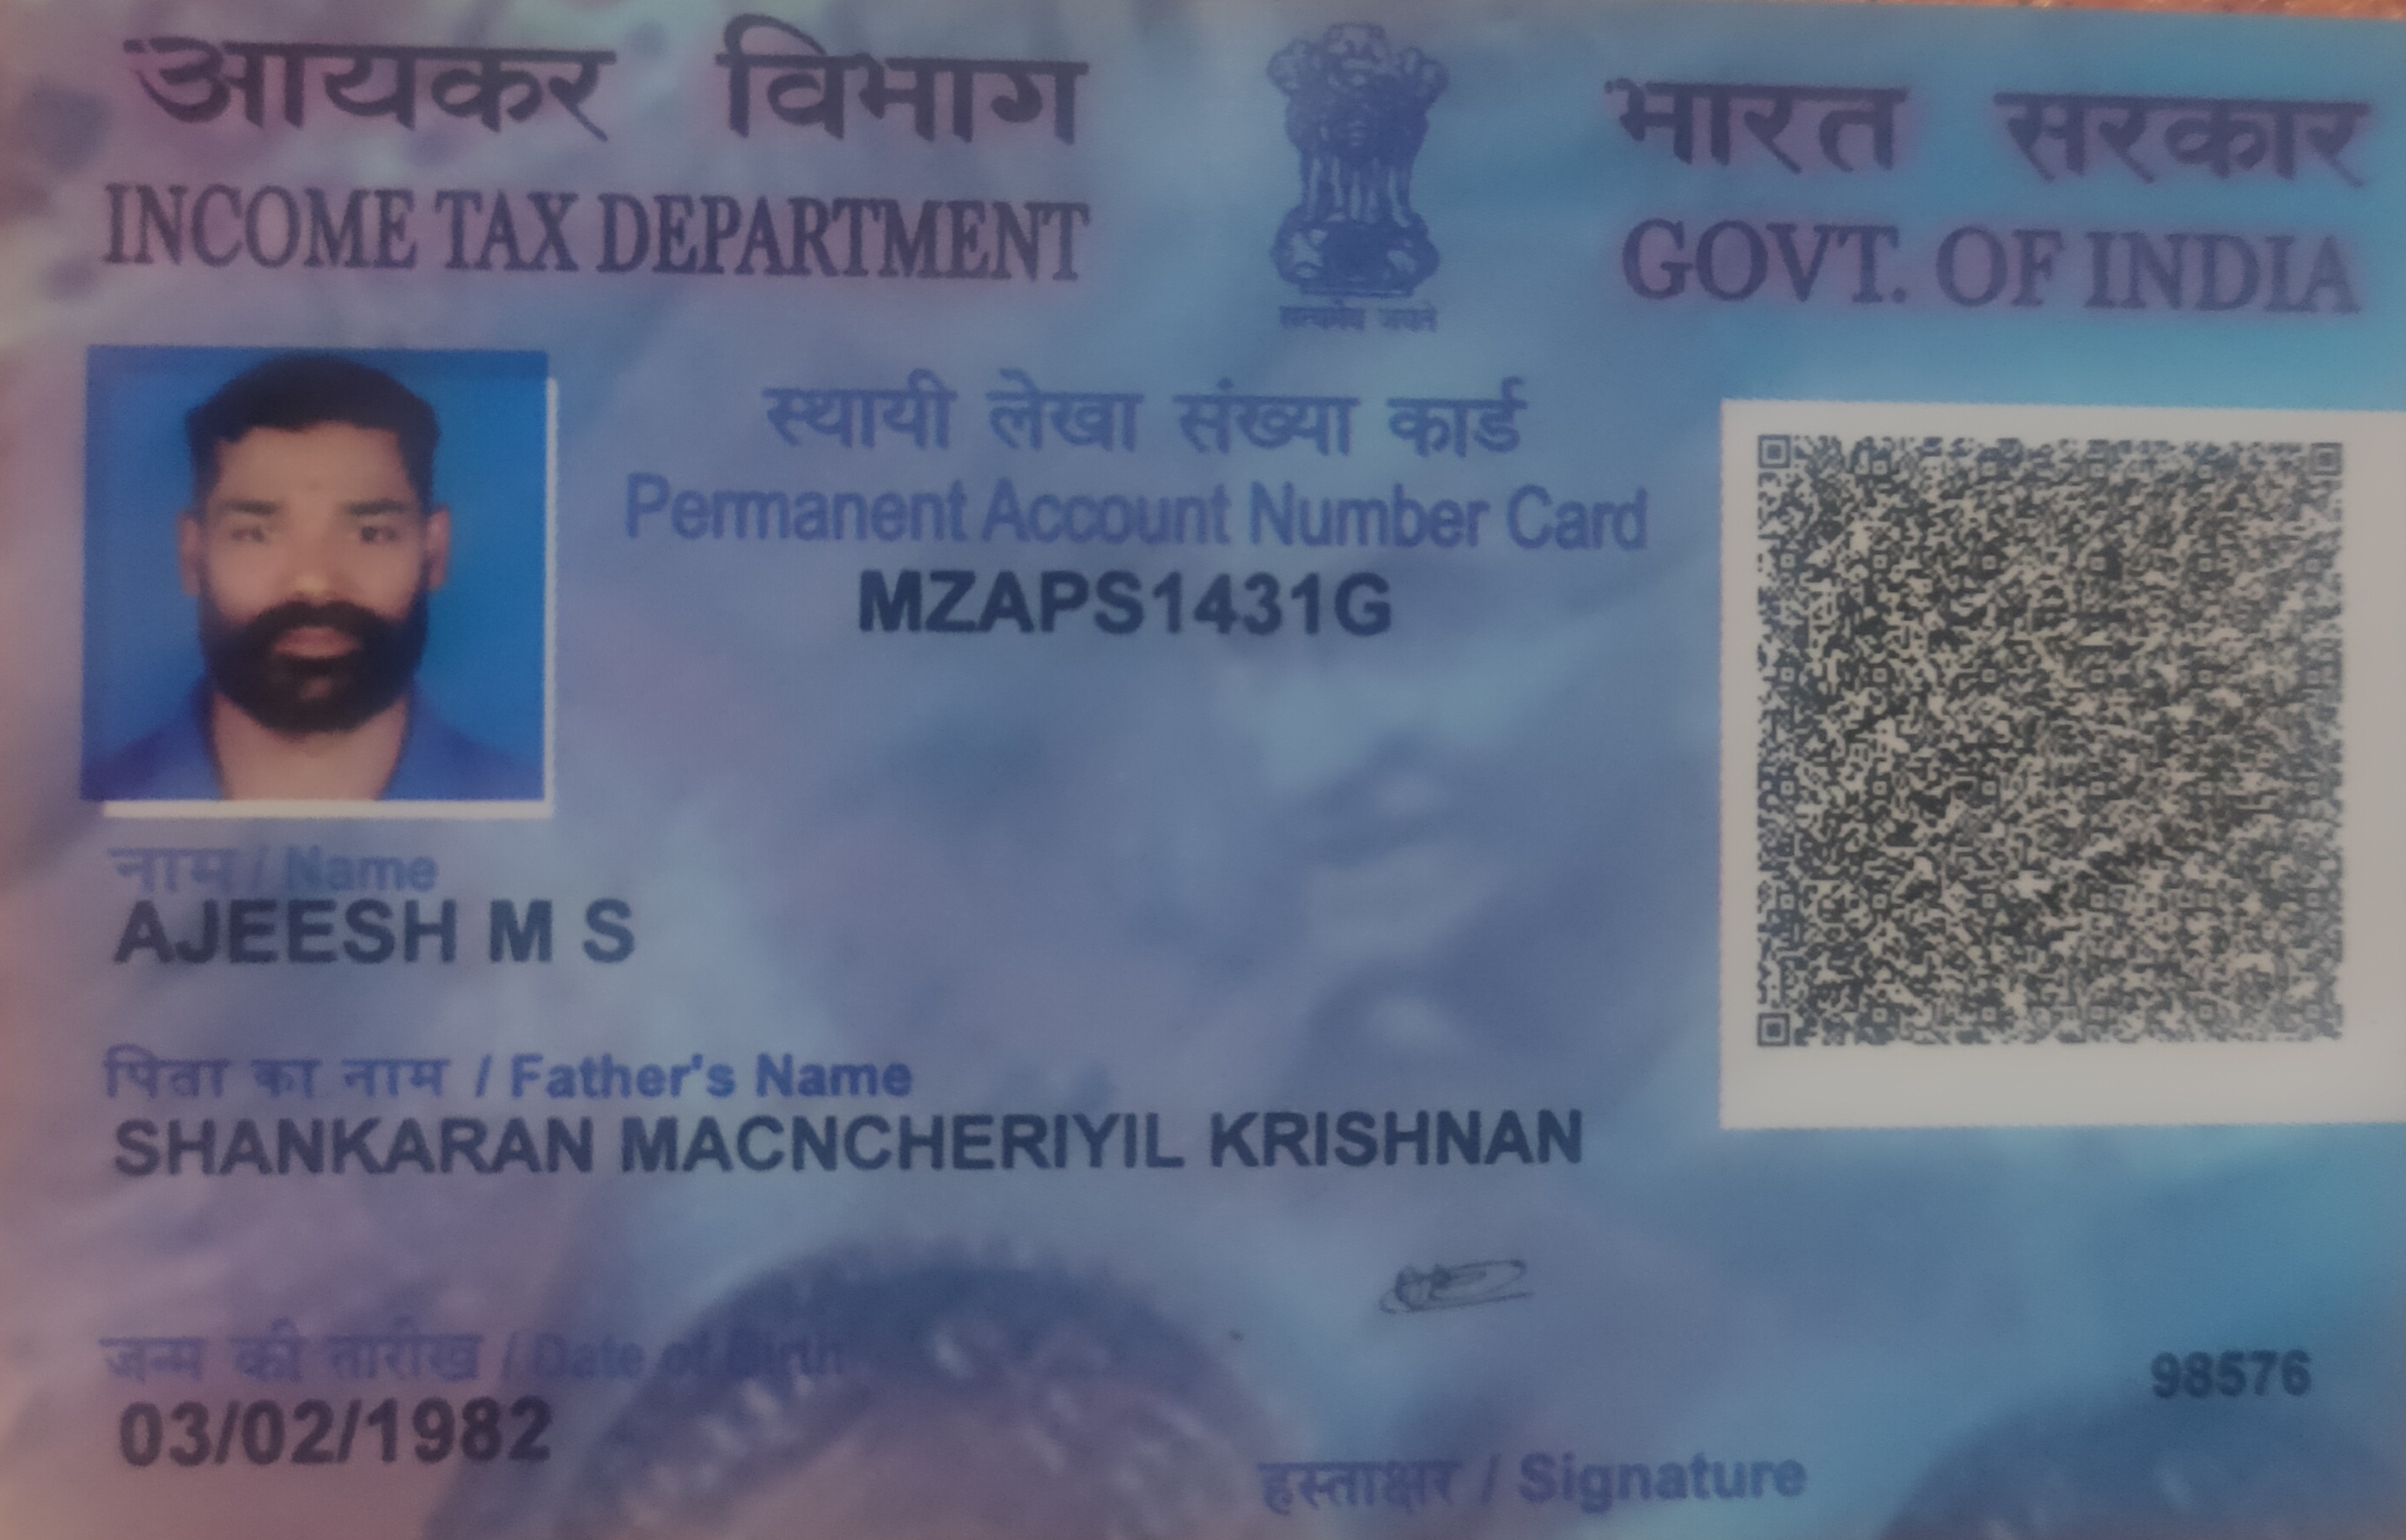 आयकर विभाग
INCOME TAX DEPARTMENT
भारत सरकार
GOVT. OF INDIA
सत्यमेव जयते
स्थायी लेखा संख्या कार्ड
Permanent Account Number Card
MZAPS1431G
नाम / Name
AJEESH M S
पिता का नाम / Father's Name
SHANKARAN MACNCHERIYIL KRISHNAN
जन्म की तारीख / Date of Birth
03/02/1982
98576
हस्ताक्षर / Signature